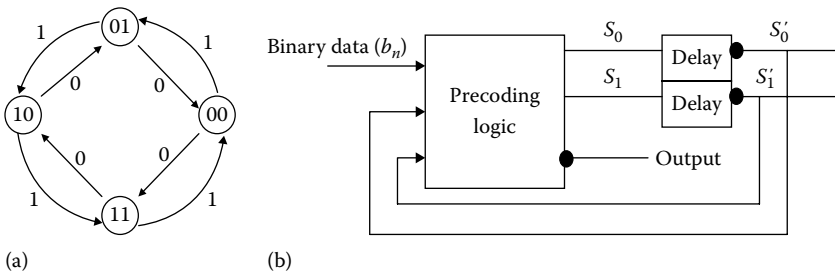 01
1
1
0
0
10
00
0
0
1
1
11
(a)
Binary data (bₙ)
Precoding
logic
S₀
Delay
S₀′
S₁
Delay
S₁′
Output
(b)